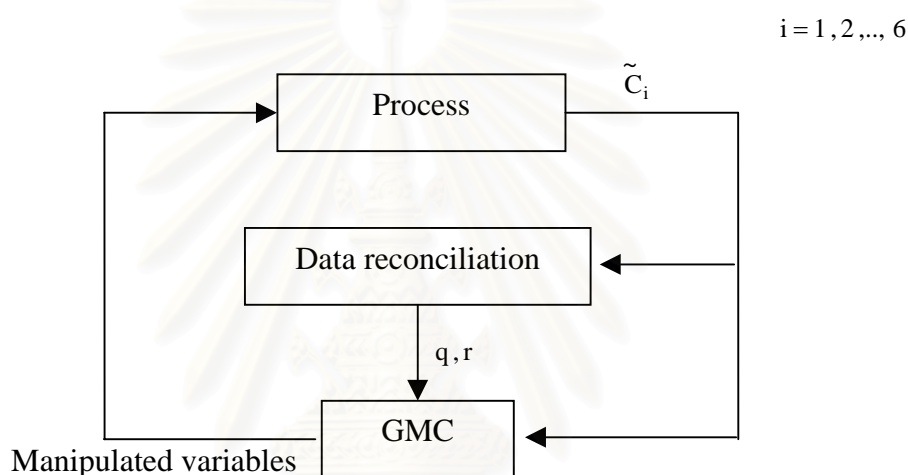 i = 1 , 2 ,.., 6
C̃ᵢ
Process
Data reconciliation
q , r
GMC
Manipulated variables